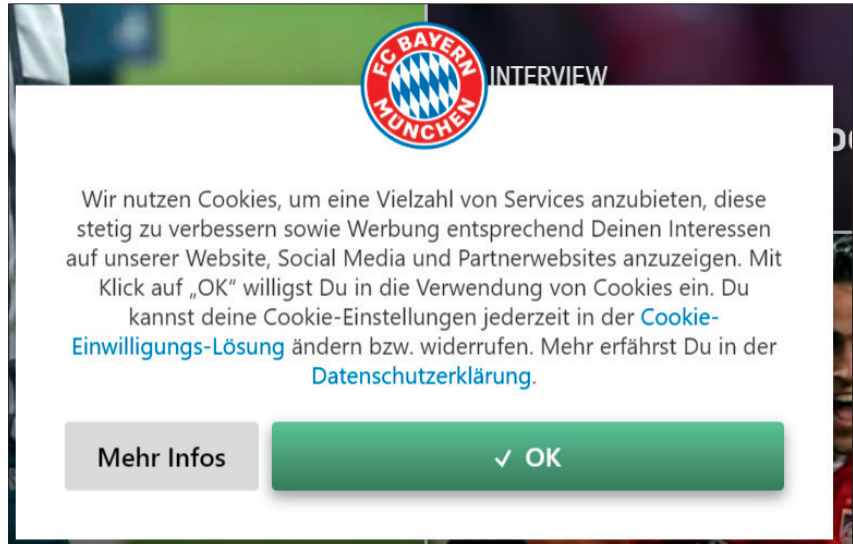 FC BAYERN
MÜNCHEN
INTERVIEW
Wir nutzen Cookies, um eine Vielzahl von Services anzubieten, diese
stetig zu verbessern sowie Werbung entsprechend Deinen Interessen
auf unserer Website, Social Media und Partnerwebsites anzuzeigen. Mit
Klick auf „OK“ willigst Du in die Verwendung von Cookies ein. Du
kannst deine Cookie-Einstellungen jederzeit in der Cookie-
Einwilligungs-Lösung ändern bzw. widerrufen. Mehr erfährst Du in der
Datenschutzerklärung.
Mehr Infos
✓ OK